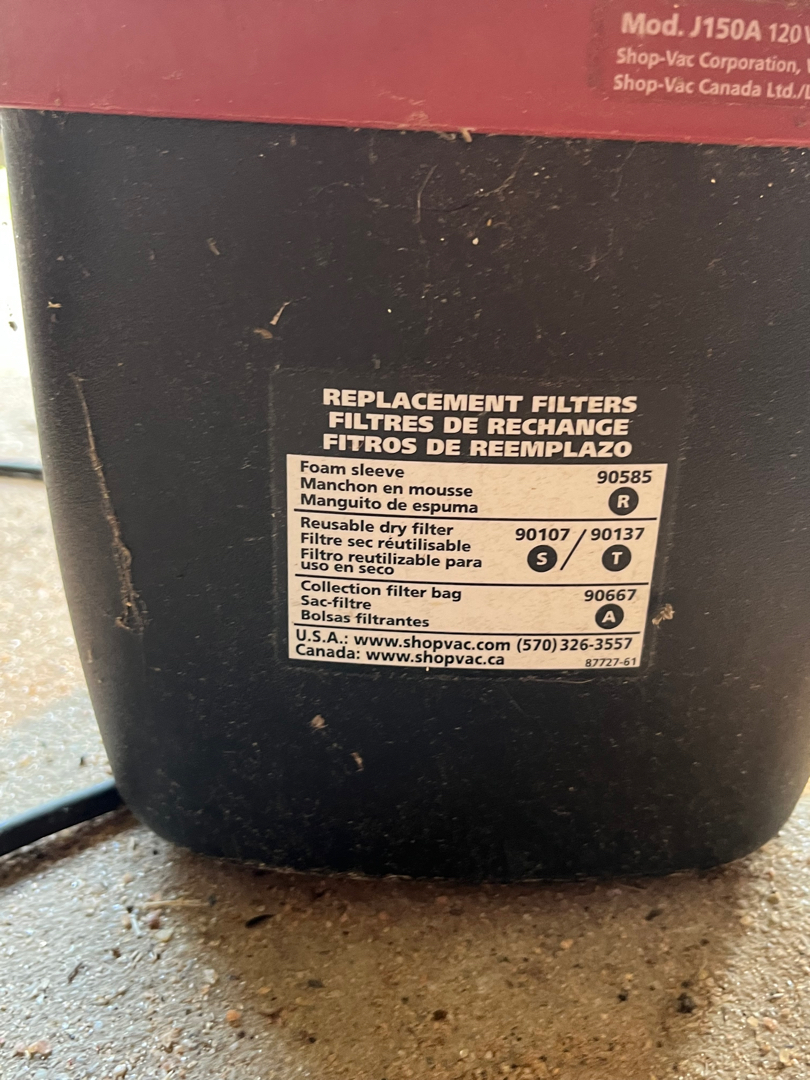 Mod. J150A 120V
Shop-Vac Corporation,
Shop-Vac Canada Ltd./L
REPLACEMENT FILTERS
FILTRES DE RECHANGE
FITROS DE REEMPLAZO
Foam sleeve 90585
Manchon en mousse R
Manguito de espuma
Reusable dry filter 90107 / 90137
Filtre sec réutilisable S T
Filtro reutilizable para
uso en seco
Collection filter bag 90667
Sac-filtre A
Bolsas filtrantes
U.S.A.: www.shopvac.com (570) 326-3557
Canada: www.shopvac.ca 87727-61